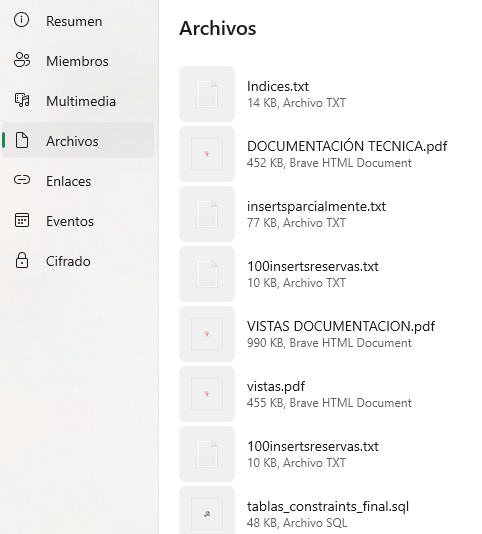 Resumen
Miembros
Multimedia
Archivos
Enlaces
Eventos
Cifrado
Archivos
Indices.txt
14 KB, Archivo TXT
DOCUMENTACIÓN TECNICA.pdf
452 KB, Brave HTML Document
insertsparcialmente.txt
77 KB, Archivo TXT
100insertsreservas.txt
10 KB, Archivo TXT
VISTAS DOCUMENTACION.pdf
990 KB, Brave HTML Document
vistas.pdf
455 KB, Brave HTML Document
100insertsreservas.txt
10 KB, Archivo TXT
tablas_constraints_final.sql
48 KB, Archivo SQL